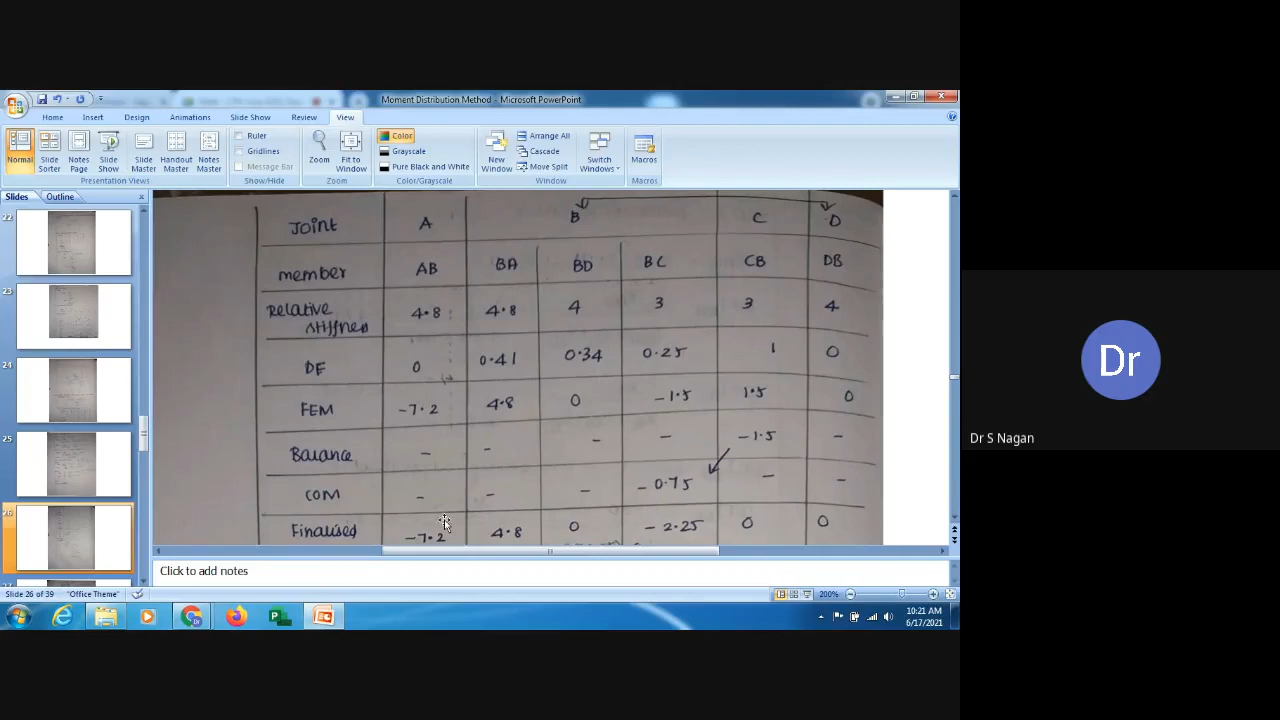 Moment Distribution Method - Microsoft PowerPoint
Home Insert Design Animations Slide Show Review View
Normal Slide Sorter Notes Page Slide Show Slide Master Handout Master Notes Master
Presentation Views
Ruler
Gridlines
Message Bar
Show/Hide
Zoom Fit to Window
Zoom
Color
Grayscale
Pure Black and White
Color/Grayscale
New Window
Arrange All
Cascade
Move Split
Switch Windows
Window
Macros
Macros
Slides Outline
22
23
24
25
26
Joint A B C D
member AB BA BD BC CB DB
Relative stiffness 4.8 4.8 4 3 3 4
DF 0 0.41 0.34 0.25 1 0
FEM -7.2 4.8 0 -1.5 1.5 0
Balance - - - - -1.5 -
COM - - - -0.75 - -
Finalised -7.2 4.8 0 -2.25 0 0
Click to add notes
Slide 26 of 39 "Office Theme" 200%
10:21 AM
6/17/2021
Dr
Dr S Nagan